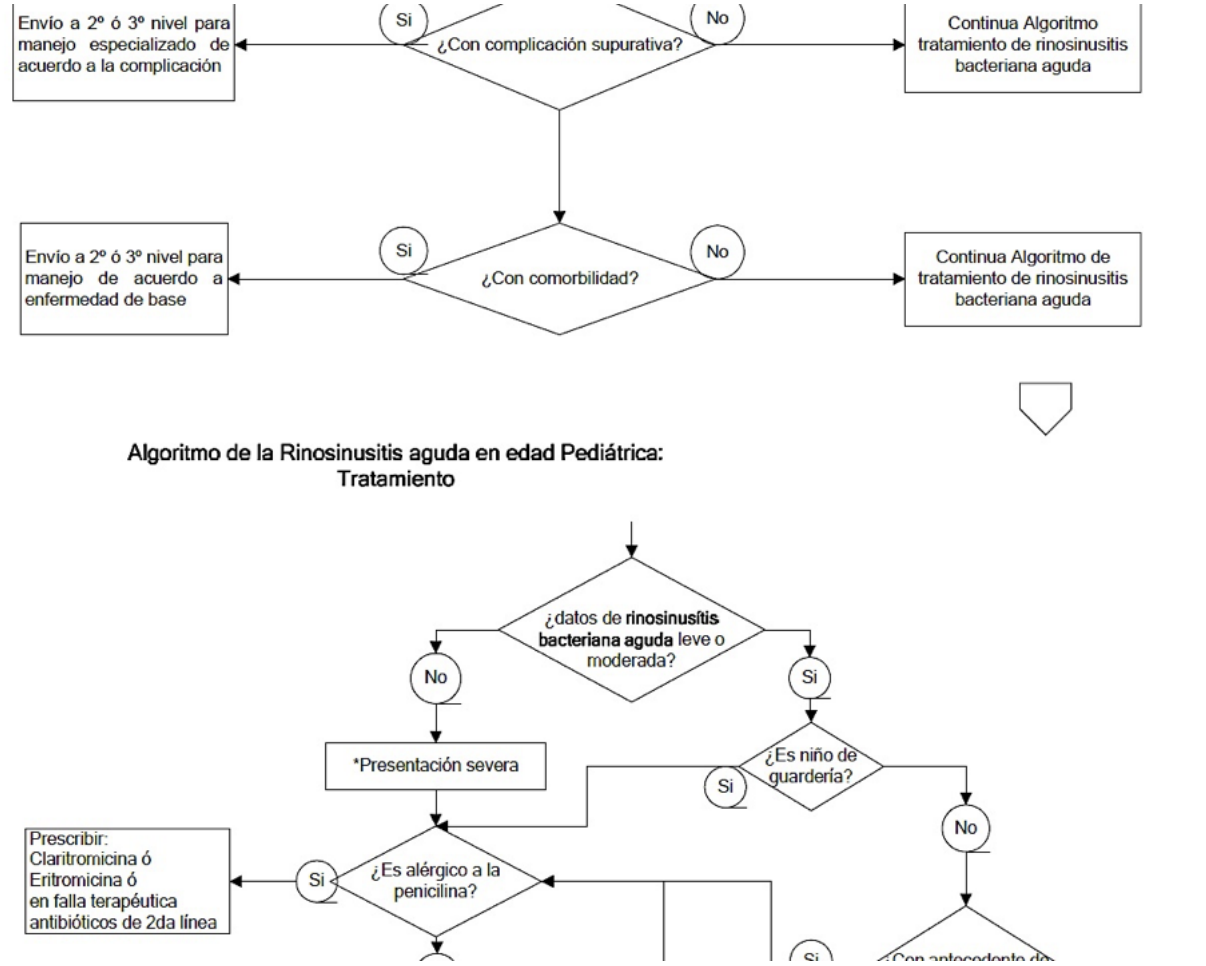 Si
No
Envío a 2º ó 3º nivel para
manejo especializado de
acuerdo a la complicación
¿Con complicación supurativa?
Continua Algoritmo
tratamiento de rinosinusitis
bacteriana aguda
Si
No
Envío a 2º ó 3º nivel para
manejo de acuerdo a
enfermedad de base
¿Con comorbilidad?
Continua Algoritmo de
tratamiento de rinosinusitis
bacteriana aguda
Algoritmo de la Rinosinusitis aguda en edad Pediátrica:
Tratamiento
¿datos de rinosinusítis
bacteriana aguda leve o
moderada?
No
Si
*Presentación severa
¿Es niño de
guardería?
Si
No
Prescribir:
Claritromicina ó
Eritromicina ó
en falla terapéutica
antibióticos de 2da línea
Si
¿Es alérgico a la
penicilina?
Si
¿Con antecedente de